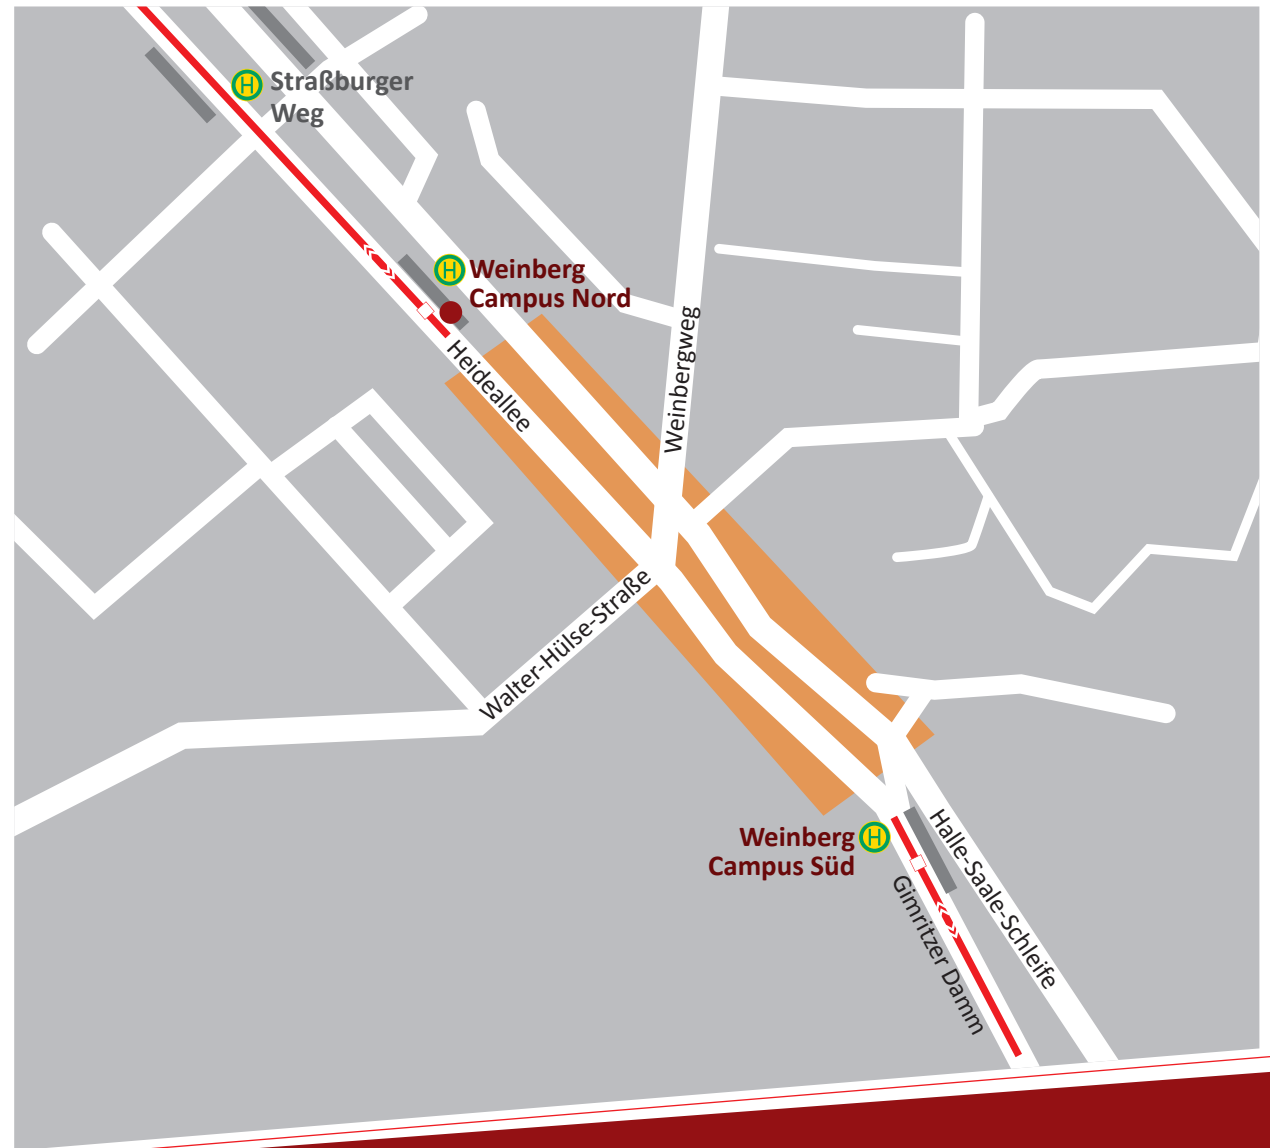 H Straßburger
Weg
H Weinberg
Campus Nord
Heideallee
Weinbergweg
Walter-Hülse-Straße
Weinberg H
Campus Süd
Halle-Saale-Schleife
Gimritzer Damm